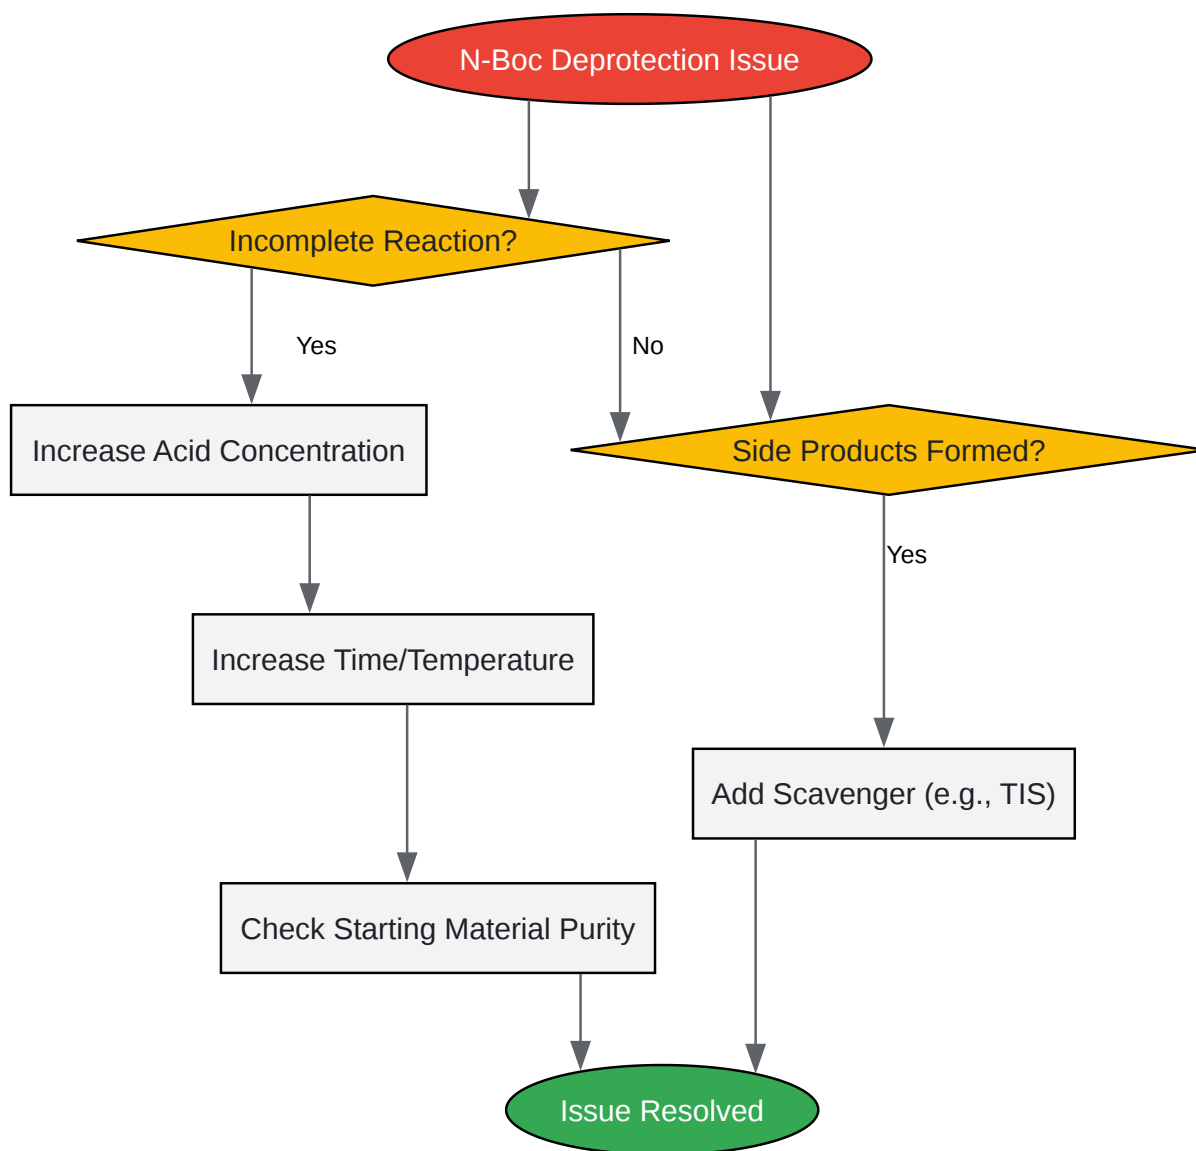 N-Boc Deprotection Issue
Incomplete Reaction?
Yes
No
Increase Acid Concentration
Side Products Formed?
Yes
Increase Time/Temperature
Add Scavenger (e.g., TIS)
Check Starting Material Purity
Issue Resolved